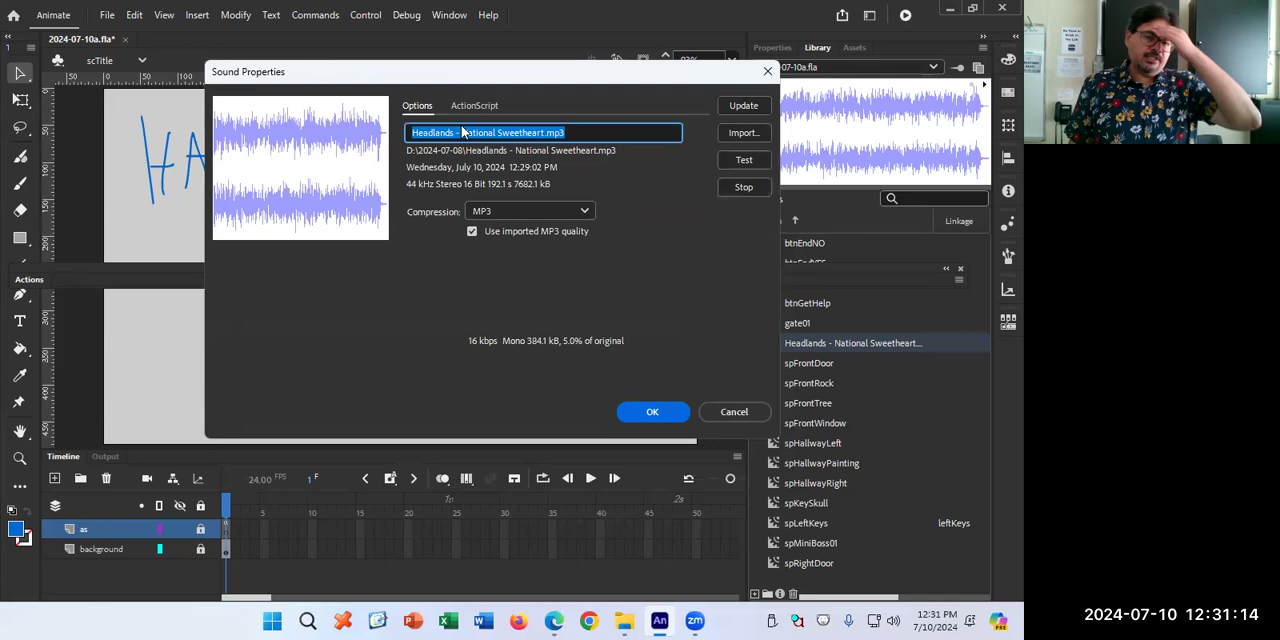 Animate
File Edit View Insert Modify Text Commands Control Debug Window Help
2024-07-10a.fla*
scTitle
Properties Library Assets
Sound Properties
Options ActionScript
Headlands - National Sweetheart.mp3
D:\2024-07-08\Headlands - National Sweetheart.mp3
Wednesday, July 10, 2024 12:29:02 PM
44 kHz Stereo 16 Bit 192.1 s 7682.1 kB
Compression: MP3
Use imported MP3 quality
16 kbps Mono 384.1 kB, 5.0% of original
OK Cancel
Update
Import...
Test
Stop
HA
Actions
Linkage
btnEndNO
btnEndYES
btnGetHelp
gate01
Headlands - National Sweetheart...
spFrontDoor
spFrontRock
spFrontTree
spFrontWindow
spHallwayLeft
spHallwayPainting
spHallwayRight
spKeySkull
spLeftKeys leftKeys
spMiniBoss01
spRightDoor
Timeline Output
24.00 FPS 1 F
1s 2s
5 10 15 20 25 30 35 40 45 50
as
background
12:31 PM
7/10/2024
2024-07-10 12:31:14